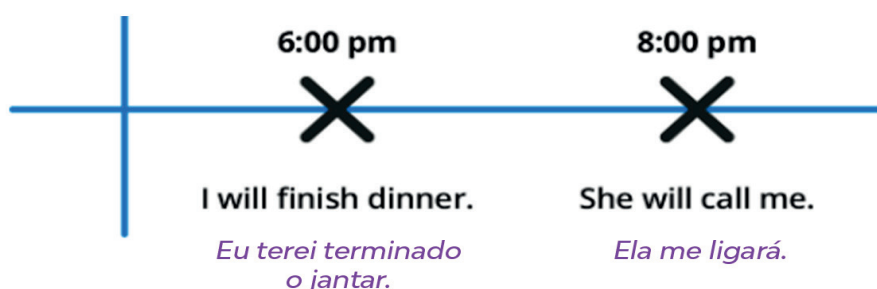 6:00 pm
8:00 pm
I will finish dinner.
She will call me.
Eu terei terminado
o jantar.
Ela me ligará.